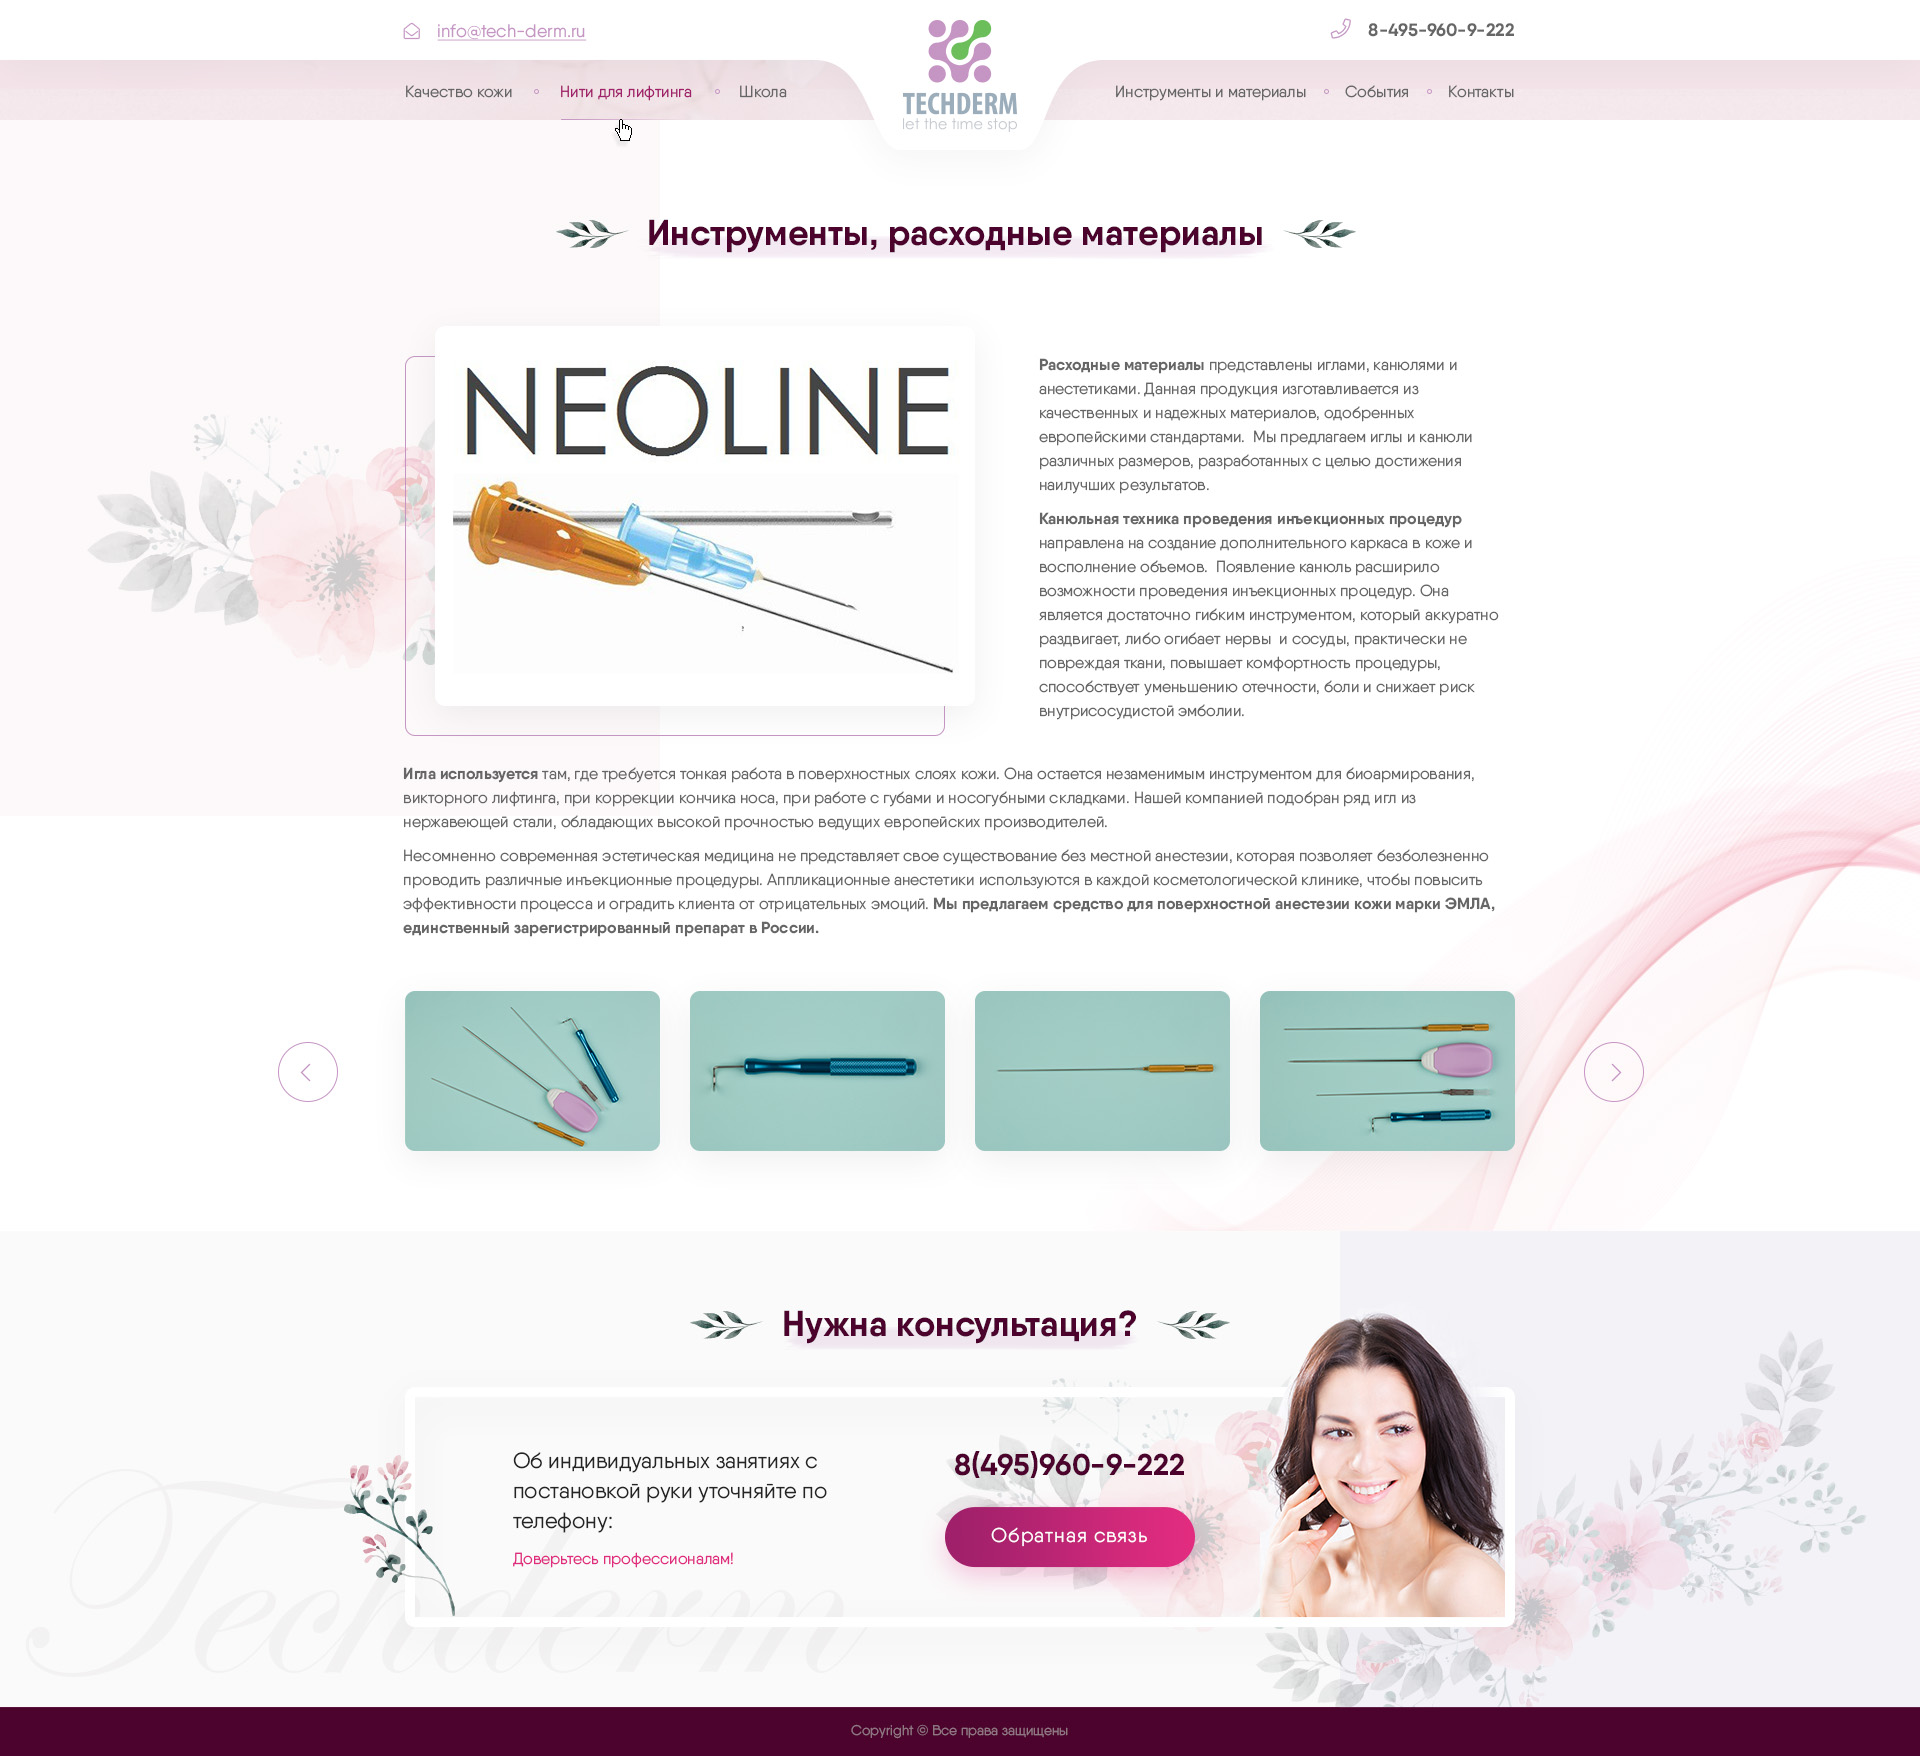 info@tech-derm.ru
8-495-960-9-222
Качество кожи
Нити для лифтинга
Школа
TECHDERM
let the time stop
Инструменты и материалы
События
Контакты
Инструменты, расходные материалы
NEOLINE
Расходные материалы представлены иглами, канюлями и
анестетиками. Данная продукция изготавливается из
качественных и надежных материалов, одобренных
европейскими стандартами.  Мы предлагаем иглы и канюли
различных размеров, разработанных с целью достижения
наилучших результатов.
Канюльная техника проведения инъекционных процедур
направлена на создание дополнительного каркаса в коже и
восполнение объемов.  Появление канюль расширило
возможности проведения инъекционных процедур. Она
является достаточно гибким инструментом, который аккуратно
раздвигает, либо огибает нервы  и сосуды, практически не
повреждая ткани, повышает комфортность процедуры,
способствует уменьшению отечности, боли и снижает риск
внутрисосудистой эмболии.
Игла используется там, где требуется тонкая работа в поверхностных слоях кожи. Она остается незаменимым инструментом для биоармирования,
викторного лифтинга, при коррекции кончика носа, при работе с губами и носогубными складками. Нашей компанией подобран ряд игл из
нержавеющей стали, обладающих высокой прочностью ведущих европейских производителей.
Несомненно современная эстетическая медицина не представляет свое существование без местной анестезии, которая позволяет безболезненно
проводить различные инъекционные процедуры. Аппликационные анестетики используются в каждой косметологической клинике, чтобы повысить
эффективности процесса и оградить клиента от отрицательных эмоций. Мы предлагаем средство для поверхностной анестезии кожи марки ЭМЛА,
единственный зарегистрированный препарат в России.
Нужна консультация?
Об индивидуальных занятиях с
постановкой руки уточняйте по
телефону:
Доверьтесь профессионалам!
8(495)960-9-222
Обратная связь
Techderm
Copyright © Все права защищены